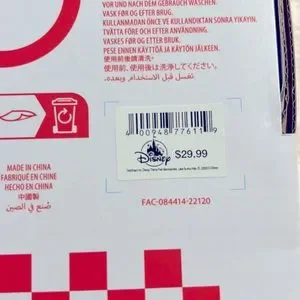 VOR UND NACH DEM GEBRAUCH WASCHEN.
VASK FØR OG EFTER BRUG.
KULLANMADAN ÖNCE VE KULLANDIKTAN SONRA YIKAYIN.
TVÄTTA FÖRE OCH EFTER ANVÄNDNING.
VASKES FØR OG ETTER BRUK.
PESE ENNEN KÄYTTÖÄ JA KÄYTÖN JÄLKEEN.
使用前後請清洗。
使用前、使用後は洗浄してください。
تغسل قبل الاستخدام وبعده.
MADE IN CHINA
FABRIQUÉ EN CHINE
HECHO EN CHINA
中國製
صُنع في الصين
400948776119
Disney
$29.99
FAC-084414-22120